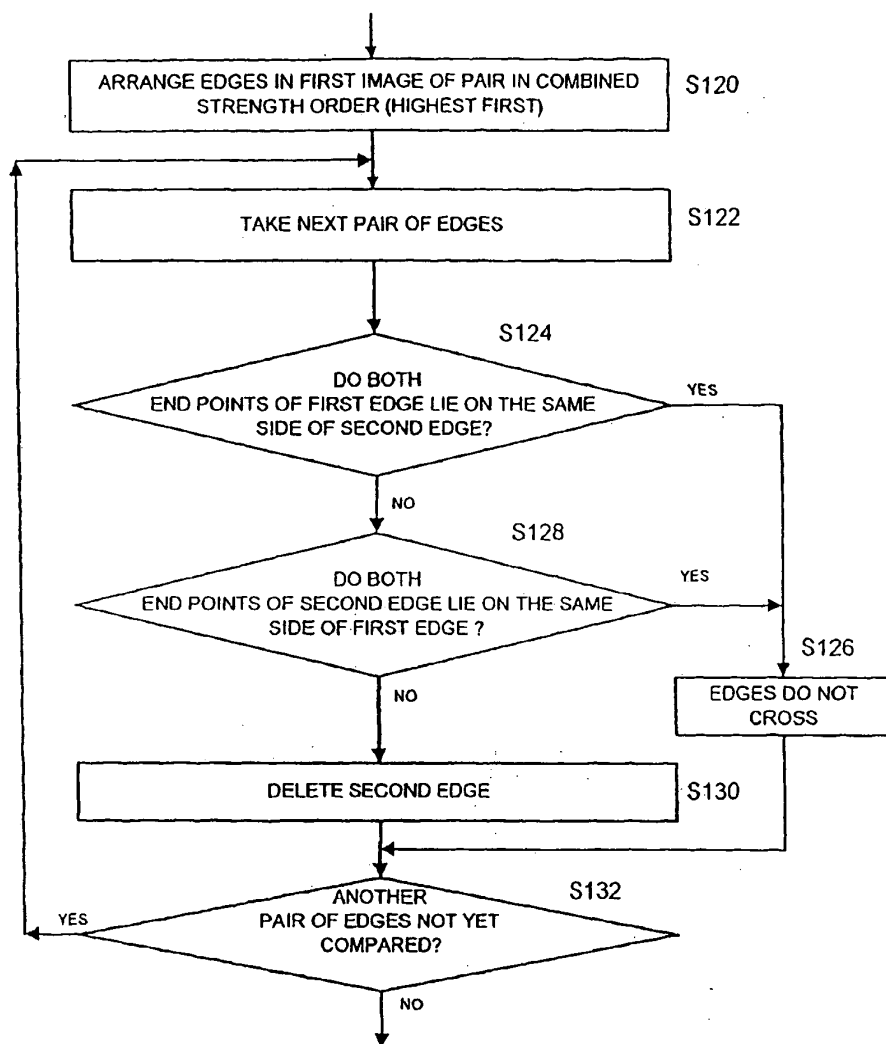 ARRANGE EDGES IN FIRST IMAGE OF PAIR IN COMBINED
STRENGTH ORDER (HIGHEST FIRST)
S120
TAKE NEXT PAIR OF EDGES
S122
S124
DO BOTH
END POINTS OF FIRST EDGE LIE ON THE SAME
SIDE OF SECOND EDGE?
YES
NO
S128
DO BOTH
END POINTS OF SECOND EDGE LIE ON THE SAME
SIDE OF FIRST EDGE ?
YES
S126
EDGES DO NOT
CROSS
NO
DELETE SECOND EDGE
S130
S132
ANOTHER
PAIR OF EDGES NOT YET
COMPARED?
YES
NO